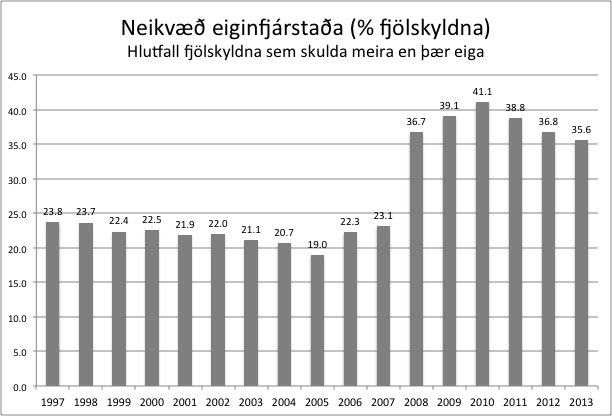 Neikvæð eiginfjárstaða (% fjölskyldna)
Hlutfall fjölskyldna sem skulda meira en þær eiga
45.0
40.0
35.0
30.0
25.0
20.0
15.0
10.0
5.0
0.0
23.8 23.7 22.4 22.5 21.9 22.0 21.1 20.7 19.0 22.3 23.1 36.7 39.1 41.1 38.8 36.8 35.6
1997 1998 1999 2000 2001 2002 2003 2004 2005 2006 2007 2008 2009 2010 2011 2012 2013